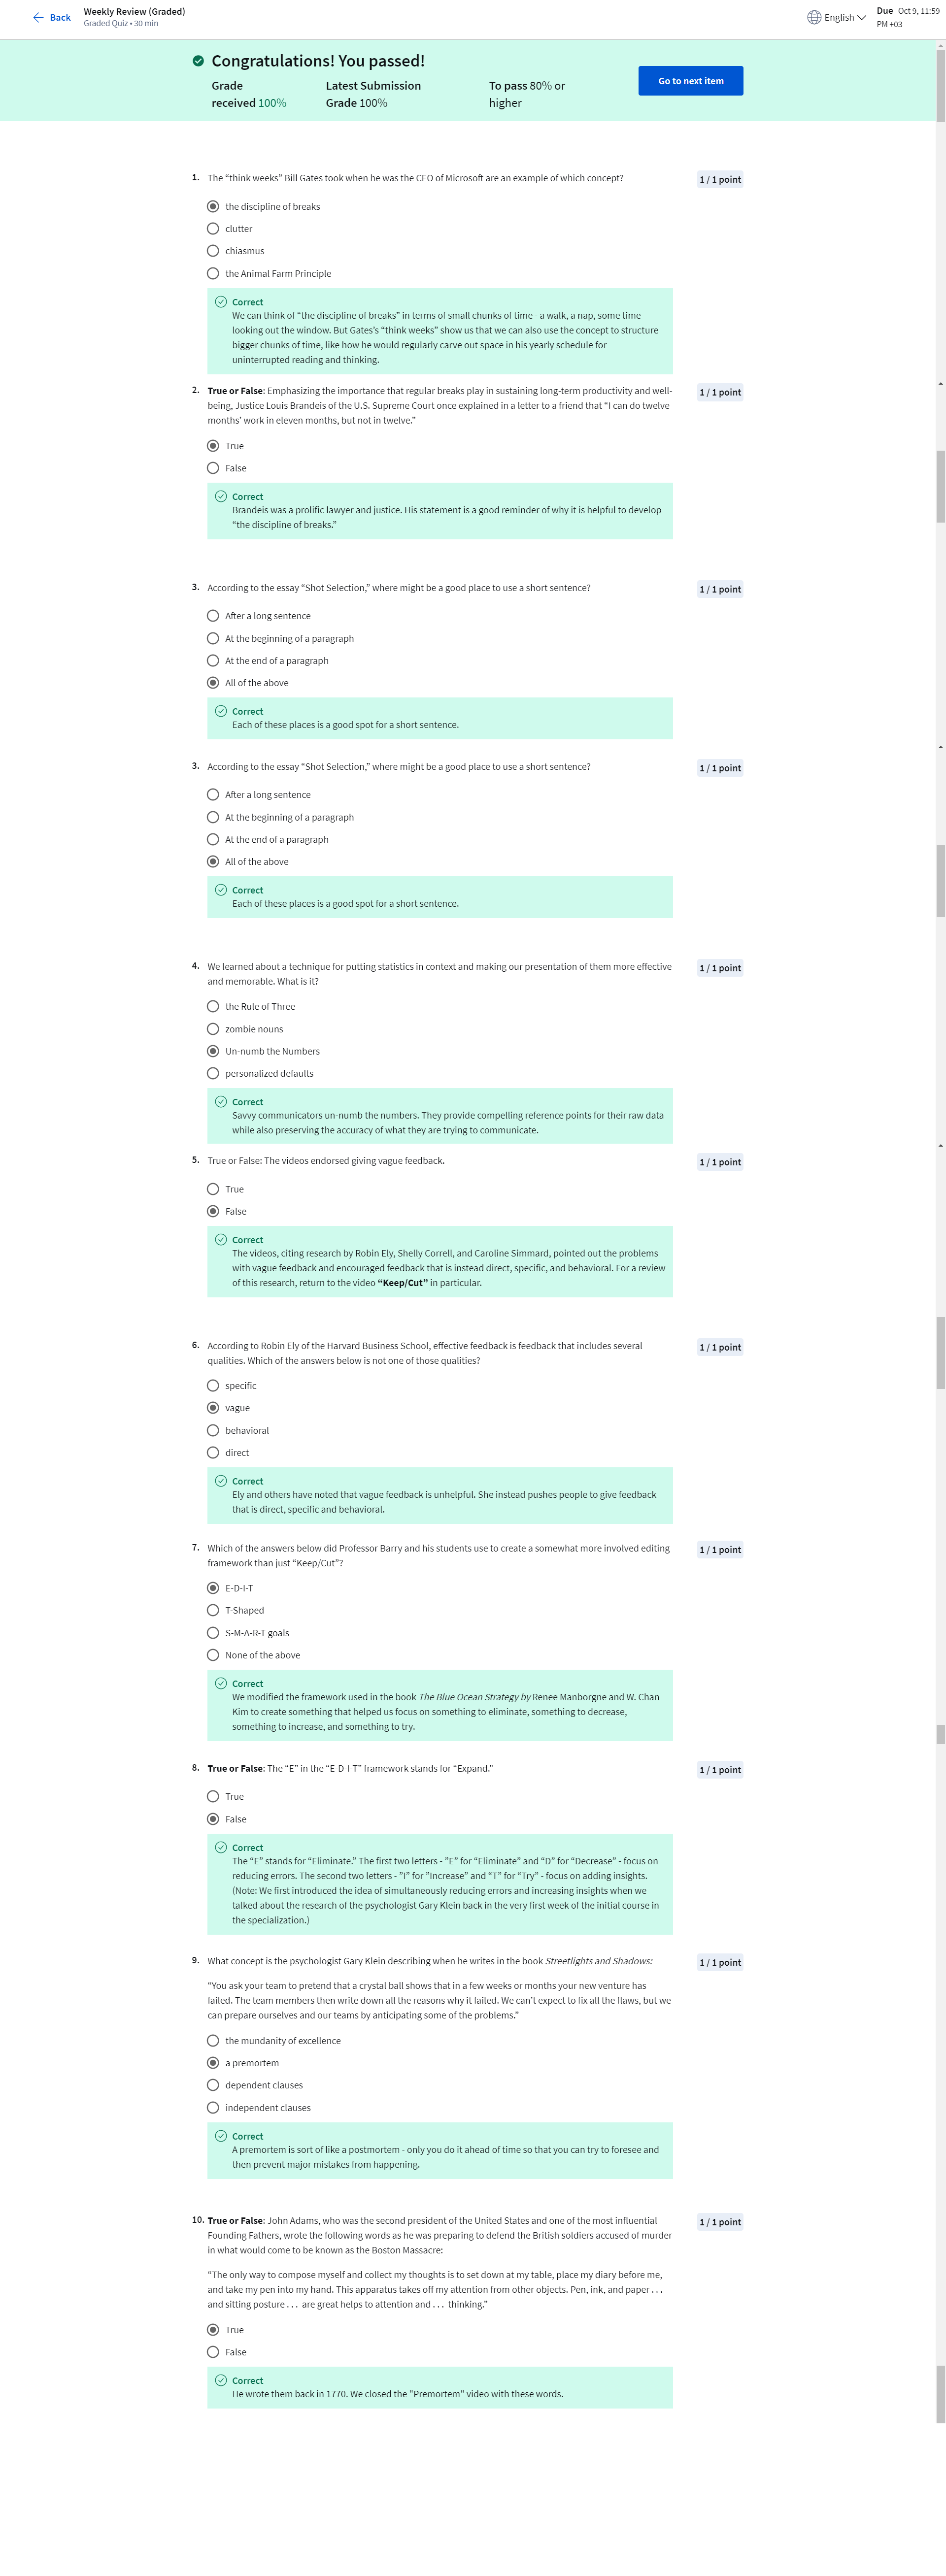 Back
Weekly Review (Graded)
Graded Quiz • 30 min
English
Due Oct 9, 11:59
PM +03
Congratulations! You passed!
Grade
received 100%
Latest Submission
Grade 100%
To pass 80% or
higher
Go to next item
1. The “think weeks” Bill Gates took when he was the CEO of Microsoft are an example of which concept?
1 / 1 point
the discipline of breaks
clutter
chiasmus
the Animal Farm Principle
Correct
We can think of “the discipline of breaks” in terms of small chunks of time - a walk, a nap, some time
looking out the window. But Gates’s “think weeks” show us that we can also use the concept to structure
bigger chunks of time, like how he would regularly carve out space in his yearly schedule for
uninterrupted reading and thinking.
2. True or False: Emphasizing the importance that regular breaks play in sustaining long-term productivity and well-
being, Justice Louis Brandeis of the U.S. Supreme Court once explained in a letter to a friend that “I can do twelve
months’ work in eleven months, but not in twelve.”
1 / 1 point
True
False
Correct
Brandeis was a prolific lawyer and justice. His statement is a good reminder of why it is helpful to develop
“the discipline of breaks.”
3. According to the essay “Shot Selection,” where might be a good place to use a short sentence?
1 / 1 point
After a long sentence
At the beginning of a paragraph
At the end of a paragraph
All of the above
Correct
Each of these places is a good spot for a short sentence.
3. According to the essay “Shot Selection,” where might be a good place to use a short sentence?
1 / 1 point
After a long sentence
At the beginning of a paragraph
At the end of a paragraph
All of the above
Correct
Each of these places is a good spot for a short sentence.
4. We learned about a technique for putting statistics in context and making our presentation of them more effective
and memorable. What is it?
1 / 1 point
the Rule of Three
zombie nouns
Un-numb the Numbers
personalized defaults
Correct
Savvy communicators un-numb the numbers. They provide compelling reference points for their raw data
while also preserving the accuracy of what they are trying to communicate.
5. True or False: The videos endorsed giving vague feedback.
1 / 1 point
True
False
Correct
The videos, citing research by Robin Ely, Shelly Correll, and Caroline Simmard, pointed out the problems
with vague feedback and encouraged feedback that is instead direct, specific, and behavioral. For a review
of this research, return to the video “Keep/Cut” in particular.
6. According to Robin Ely of the Harvard Business School, effective feedback is feedback that includes several
qualities. Which of the answers below is not one of those qualities?
1 / 1 point
specific
vague
behavioral
direct
Correct
Ely and others have noted that vague feedback is unhelpful. She instead pushes people to give feedback
that is direct, specific and behavioral.
7. Which of the answers below did Professor Barry and his students use to create a somewhat more involved editing
framework than just “Keep/Cut”?
1 / 1 point
E-D-I-T
T-Shaped
S-M-A-R-T goals
None of the above
Correct
We modified the framework used in the book The Blue Ocean Strategy by Renee Manborgne and W. Chan
Kim to create something that helped us focus on something to eliminate, something to decrease,
something to increase, and something to try.
8. True or False: The “E” in the “E-D-I-T” framework stands for “Expand.”
1 / 1 point
True
False
Correct
The “E” stands for “Eliminate.” The first two letters - "E” for “Eliminate” and “D” for “Decrease” - focus on
reducing errors. The second two letters - "I” for “Increase” and “T” for “Try” - focus on adding insights.
(Note: We first introduced the idea of simultaneously reducing errors and increasing insights when we
talked about the research of the psychologist Gary Klein back in the very first week of the initial course in
the specialization.)
9. What concept is the psychologist Gary Klein describing when he writes in the book Streetlights and Shadows:
1 / 1 point
“You ask your team to pretend that a crystal ball shows that in a few weeks or months your new venture has
failed. The team members then write down all the reasons why it failed. We can’t expect to fix all the flaws, but we
can prepare ourselves and our teams by anticipating some of the problems.”
the mundanity of excellence
a premortem
dependent clauses
independent clauses
Correct
A premortem is sort of like a postmortem - only you do it ahead of time so that you can try to foresee and
then prevent major mistakes from happening.
10. True or False: John Adams, who was the second president of the United States and one of the most influential
Founding Fathers, wrote the following words as he was preparing to defend the British soldiers accused of murder
in what would come to be known as the Boston Massacre:
1 / 1 point
“The only way to compose myself and collect my thoughts is to set down at my table, place my diary before me,
and take my pen into my hand. This apparatus takes off my attention from other objects. Pen, ink, and paper . . .
and sitting posture . . . are great helps to attention and . . . thinking.”
True
False
Correct
He wrote them back in 1770. We closed the "Premortem" video with these words.